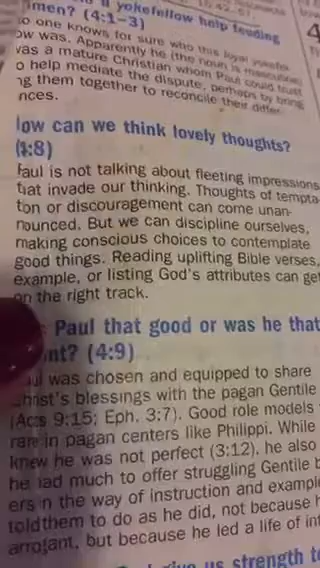 yokefellow help feuding
women? (4:1–3)
o one knows for sure who this loyal yokefellow
ow was. Apparently he (the noun is masculine)
was a mature Christian whom Paul could trust
o help mediate the dispute, perhaps by bring
ng them together to reconcile their differ
nces.
How can we think lovely thoughts?
(4:8)
Paul is not talking about fleeting impressions
that invade our thinking. Thoughts of tempta-
tion or discouragement can come unan-
nounced. But we can discipline ourselves,
making conscious choices to contemplate
good things. Reading uplifting Bible verses,
example, or listing God's attributes can get
on the right track.
Paul that good or was he that
nt? (4:9)
Paul was chosen and equipped to share
Christ's blessings with the pagan Gentile
(Acts 9:15; Eph. 3:7). Good role models
rare in pagan centers like Philippi. While
knew he was not perfect (3:12), he also
he had much to offer struggling Gentile b
ers in the way of instruction and example
told them to do as he did, not because h
arrogant, but because he led a life of int
give us strength to